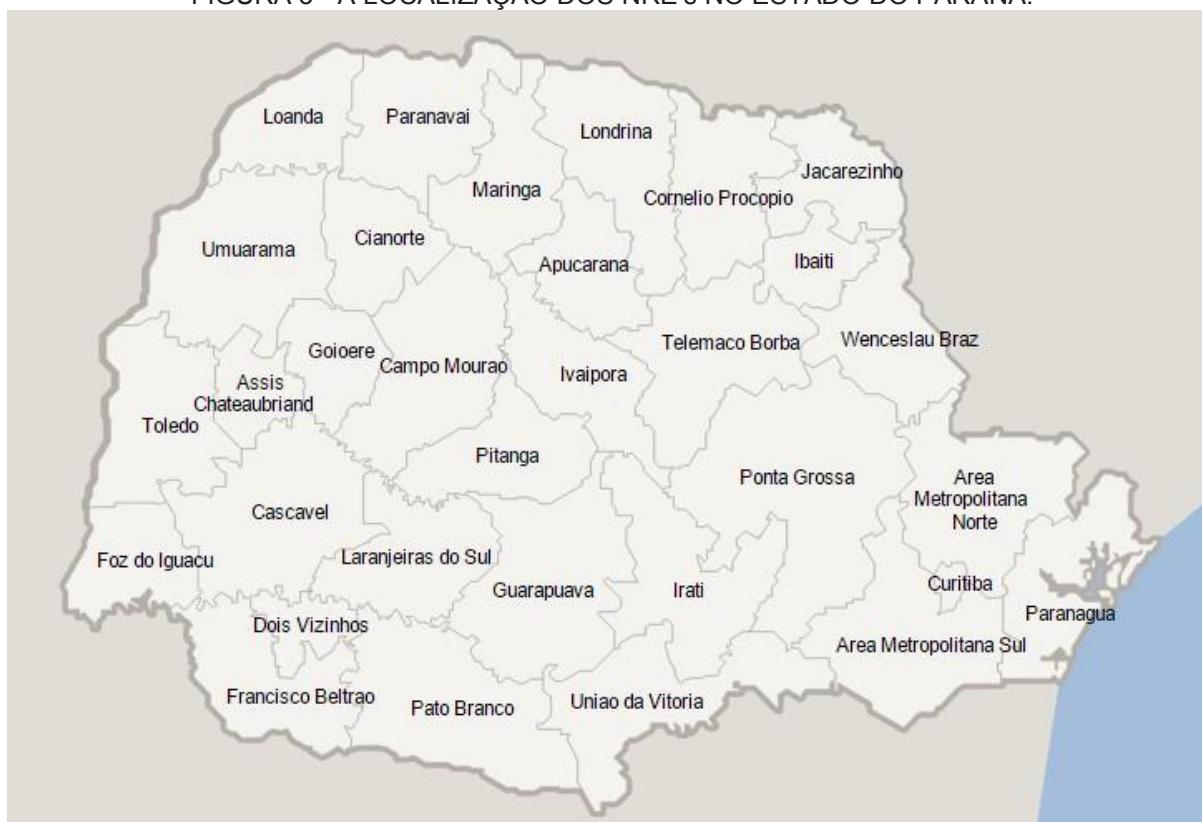 Loanda
Paranavai
Londrina
Jacarezinho
Maringa
Cornelio Procopio
Umuarama
Cianorte
Apucarana
Ibaiti
Telemaco Borba
Wenceslau Braz
Goioere
Campo Mourao
Ivaipora
Assis
Chateaubriand
Toledo
Pitanga
Ponta Grossa
Area
Metropolitana
Norte
Cascavel
Foz do Iguacu
Laranjeiras do Sul
Guarapuava
Irati
Curitiba
Paranagua
Dois Vizinhos
Area Metropolitana Sul
Francisco Beltrao
Pato Branco
Uniao da Vitoria